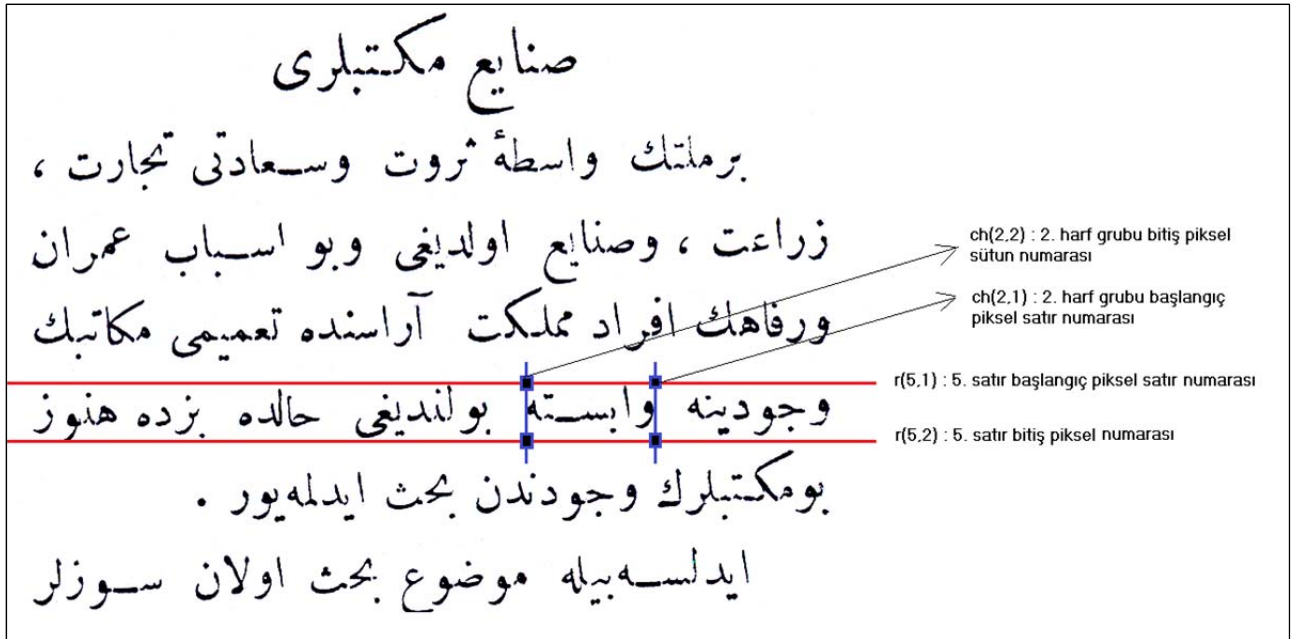 صنایع مکتبلری
برملتك واسطهٔ ثروت وسعادتی تجارت ،
زراعت ، وصنایع اولدیغی وبو اسباب عمران
ورفاهك افراد مملکت آراسنده تعمیمی مکاتبك
وجودینه وابسته بولندیغی حالده بزده هنوز
بومکتبلرك وجودندن بحث ایدلمه‌یور .
ایدلسه‌بیله موضوع بحث اولان سوزلر
ch(2,2) : 2. harf grubu bitiş piksel
sütun numarası
ch(2,1) : 2. harf grubu başlangıç
piksel satır numarası
r(5,1) : 5. satır başlangıç piksel satır numarası
r(5,2) : 5. satır bitiş piksel numarası